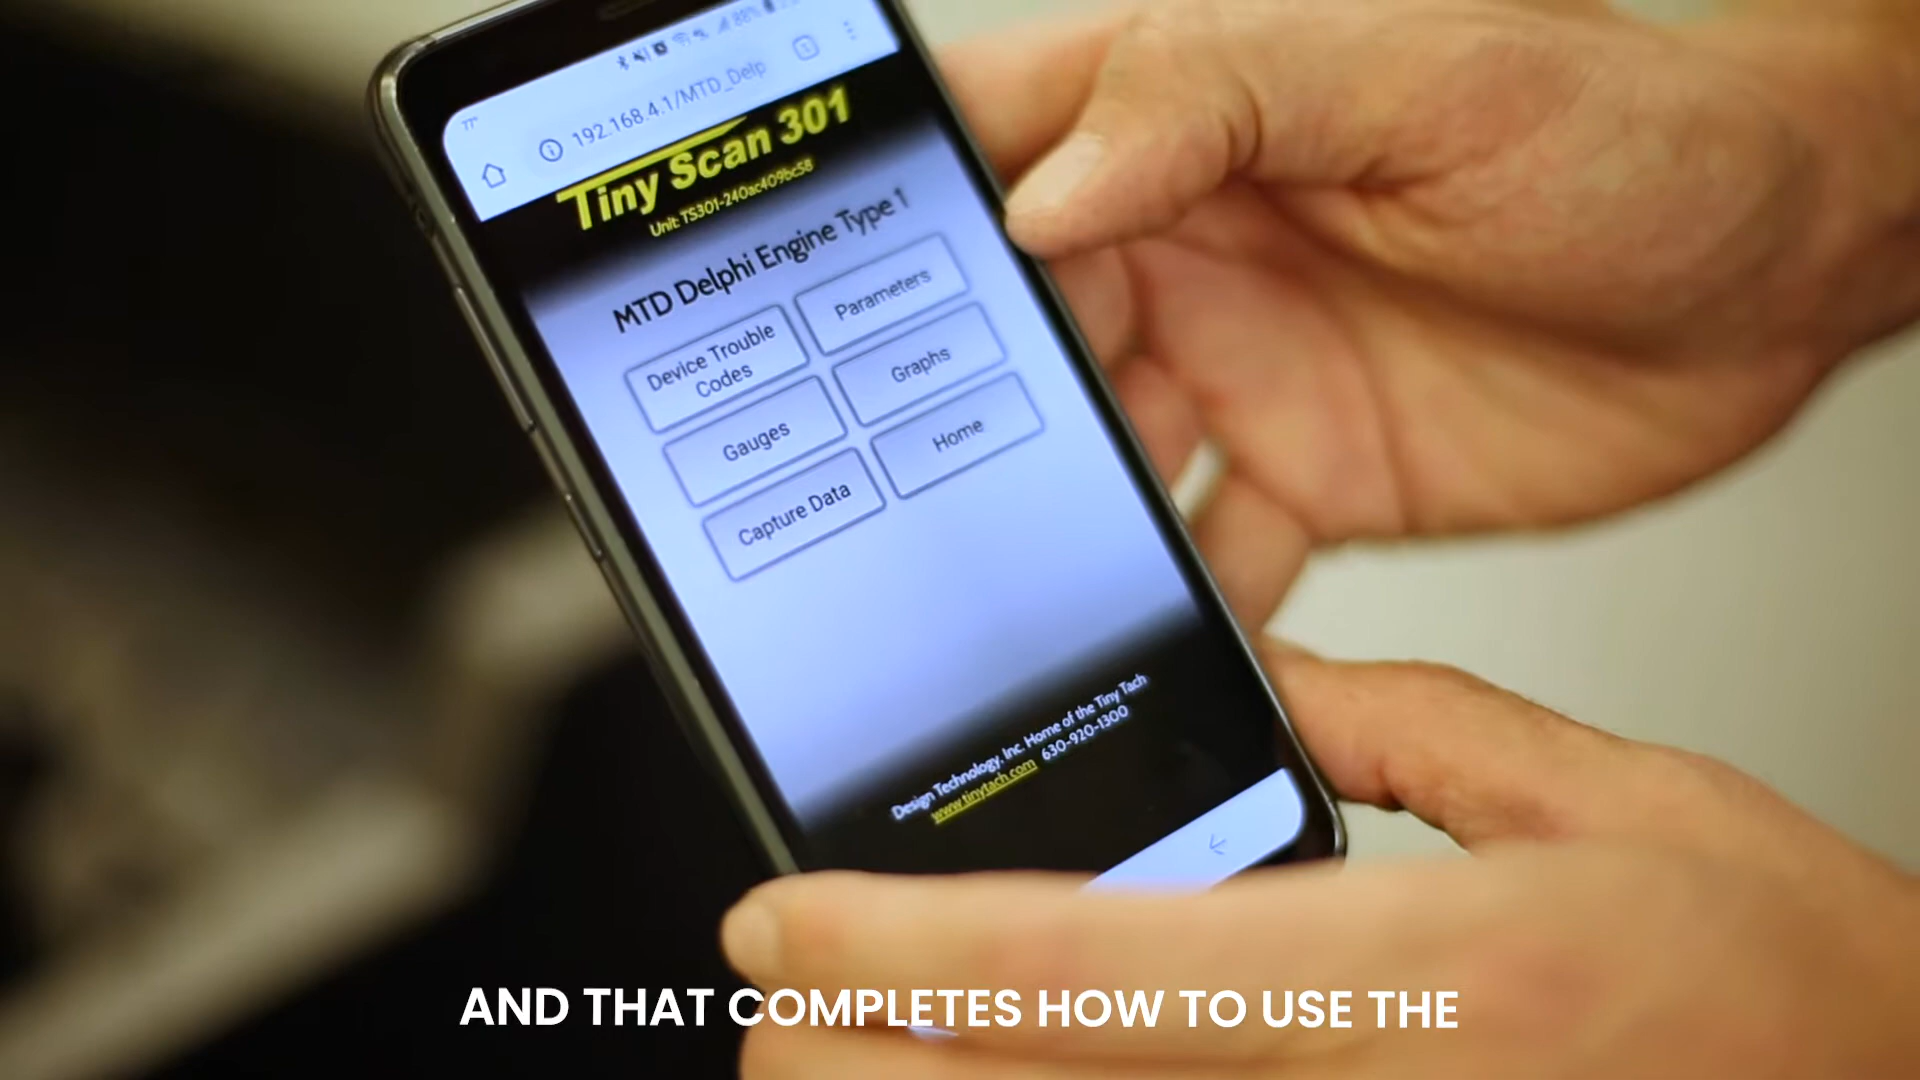 88%
192.168.4.1/MTD_Delp
1
Tiny Scan 301
Unit: TS301-240ac409bc58
MTD Delphi Engine Type 1
Device Trouble
Codes
Parameters
Gauges
Graphs
Capture Data
Home
Design Technology, Inc. Home of the Tiny Tach
www.tinytach.com 630-920-1300
AND THAT COMPLETES HOW TO USE THE